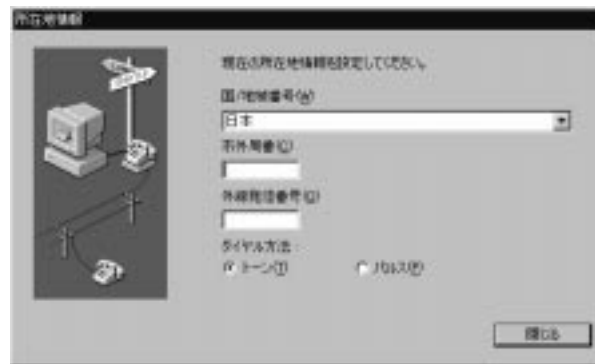 所在地情報
現在の所在地情報を設定してください。
国/地域番号(W)
日本
市外局番(C)
外線発信番号(O)
ダイヤル方法:
トーン(T) パルス(P)
閉じる